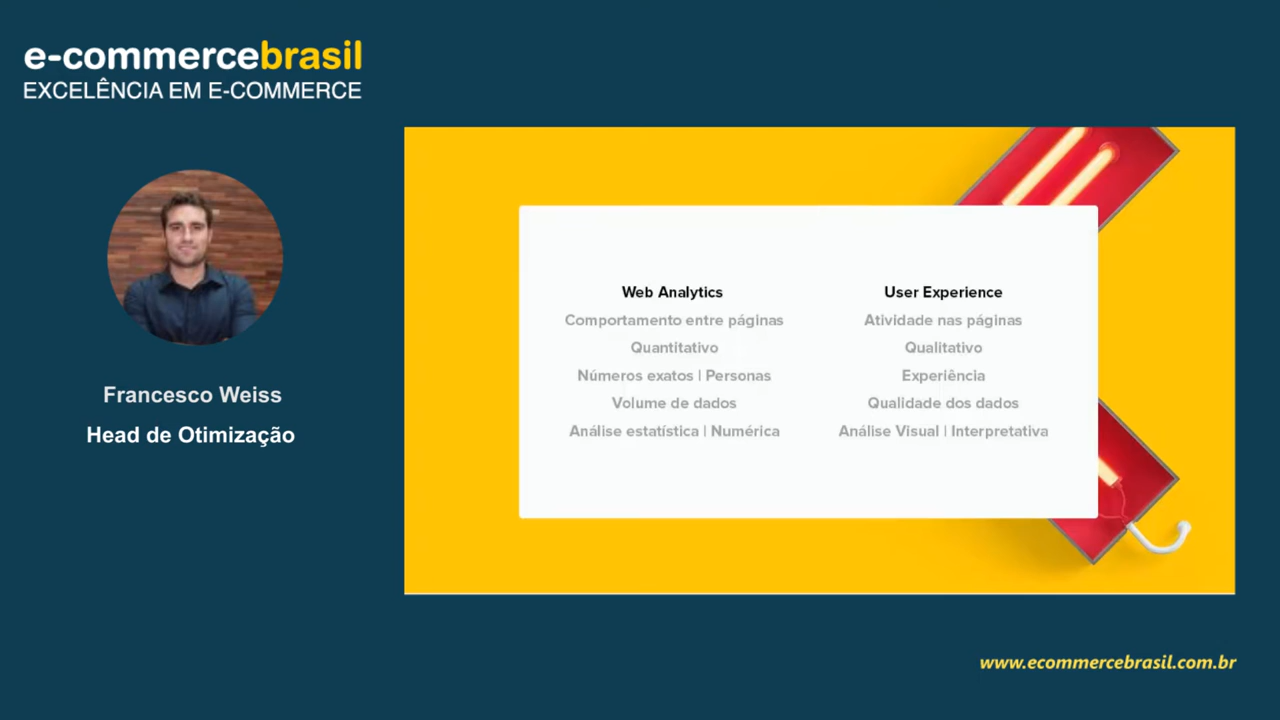 e-commercebrasil
EXCELÊNCIA EM E-COMMERCE
Francesco Weiss
Head de Otimização
Web Analytics
Comportamento entre páginas
Quantitativo
Números exatos | Personas
Volume de dados
Análise estatística | Numérica
User Experience
Atividade nas páginas
Qualitativo
Experiência
Qualidade dos dados
Análise Visual | Interpretativa
www.ecommercebrasil.com.br